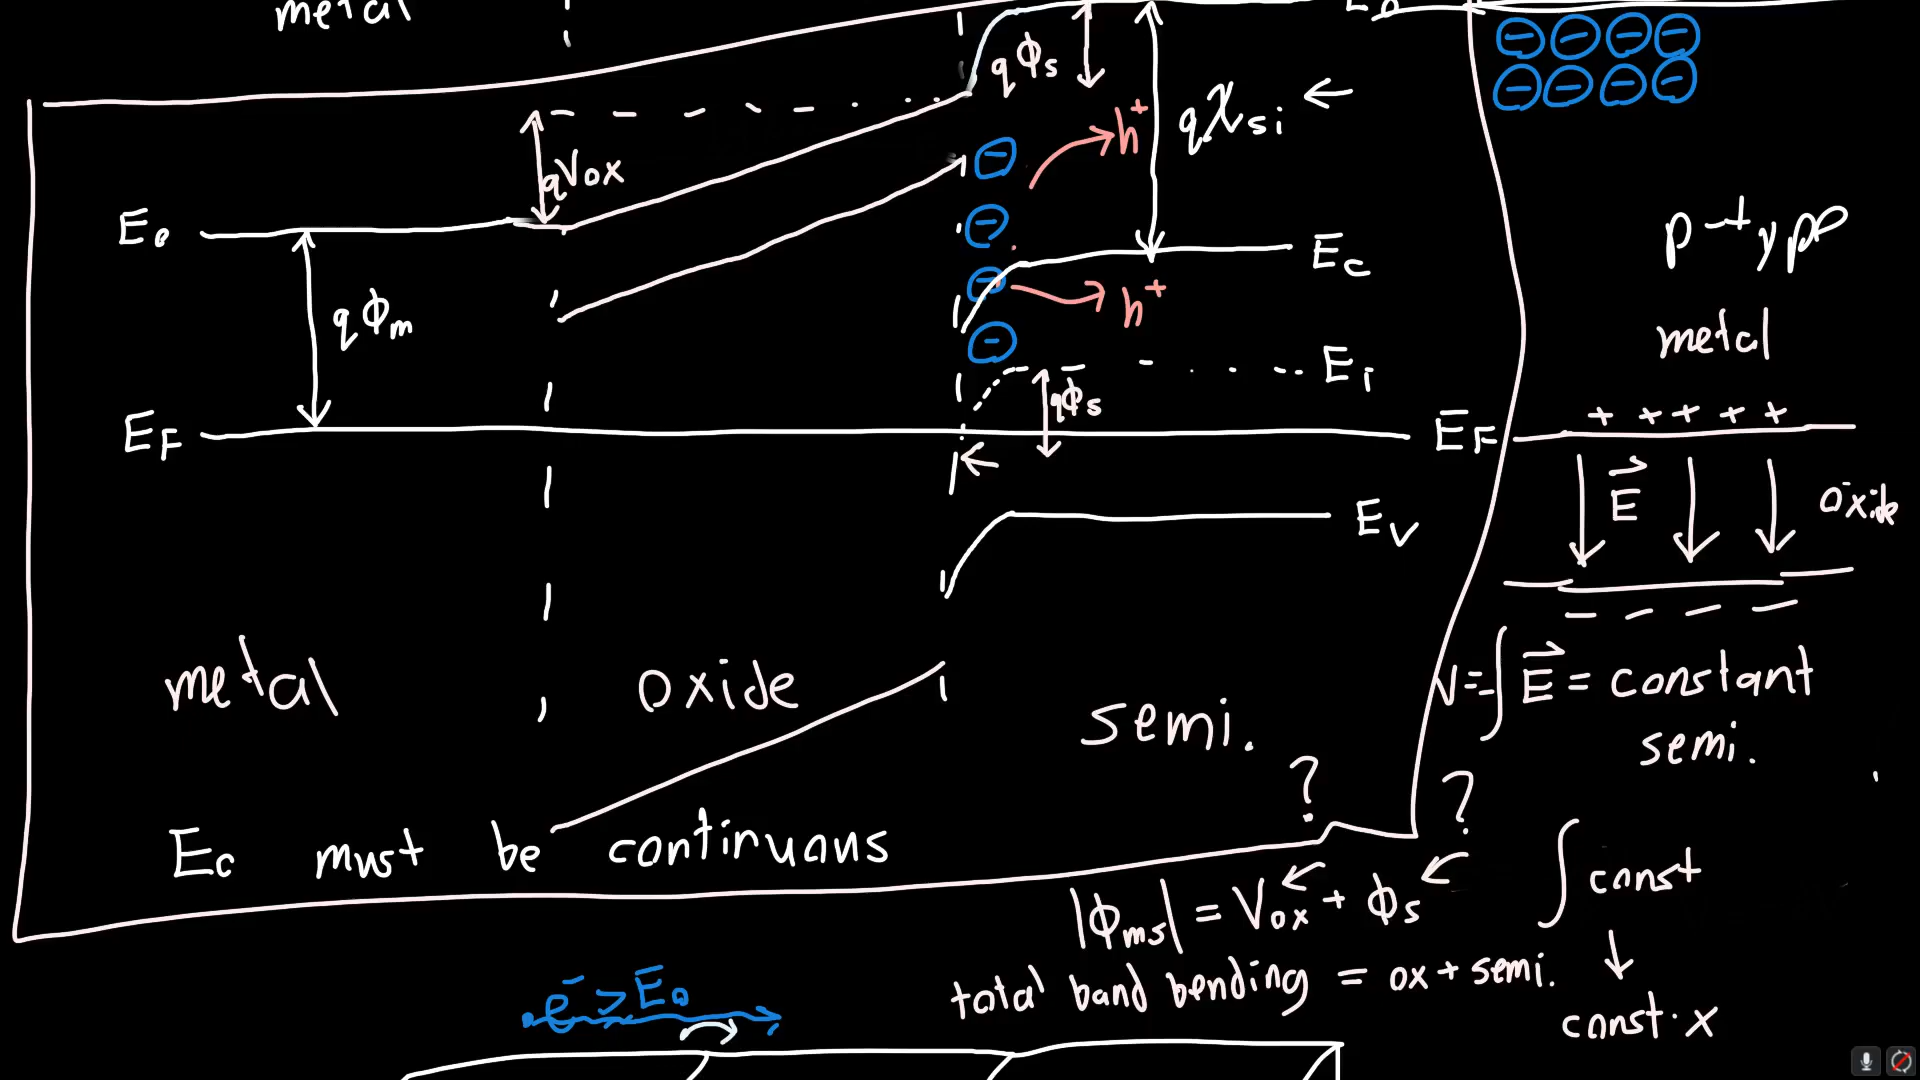 metal
E₀
qϕs
qχsi ←
h⁺
qVox
E₀
p-type
Ec
qϕm
h⁺
metal
Ei
qϕs
+ + + + +
EF
EF
E⃗
oxide
Ev
metal
oxide
semi.
V=-∫E⃗ = constant
semi.
? ?
Ec must be continuous
∫const
|ϕms| = Vox + ϕs
↓
total band bending = ox + semi.
e⁻ > E₀
const·x